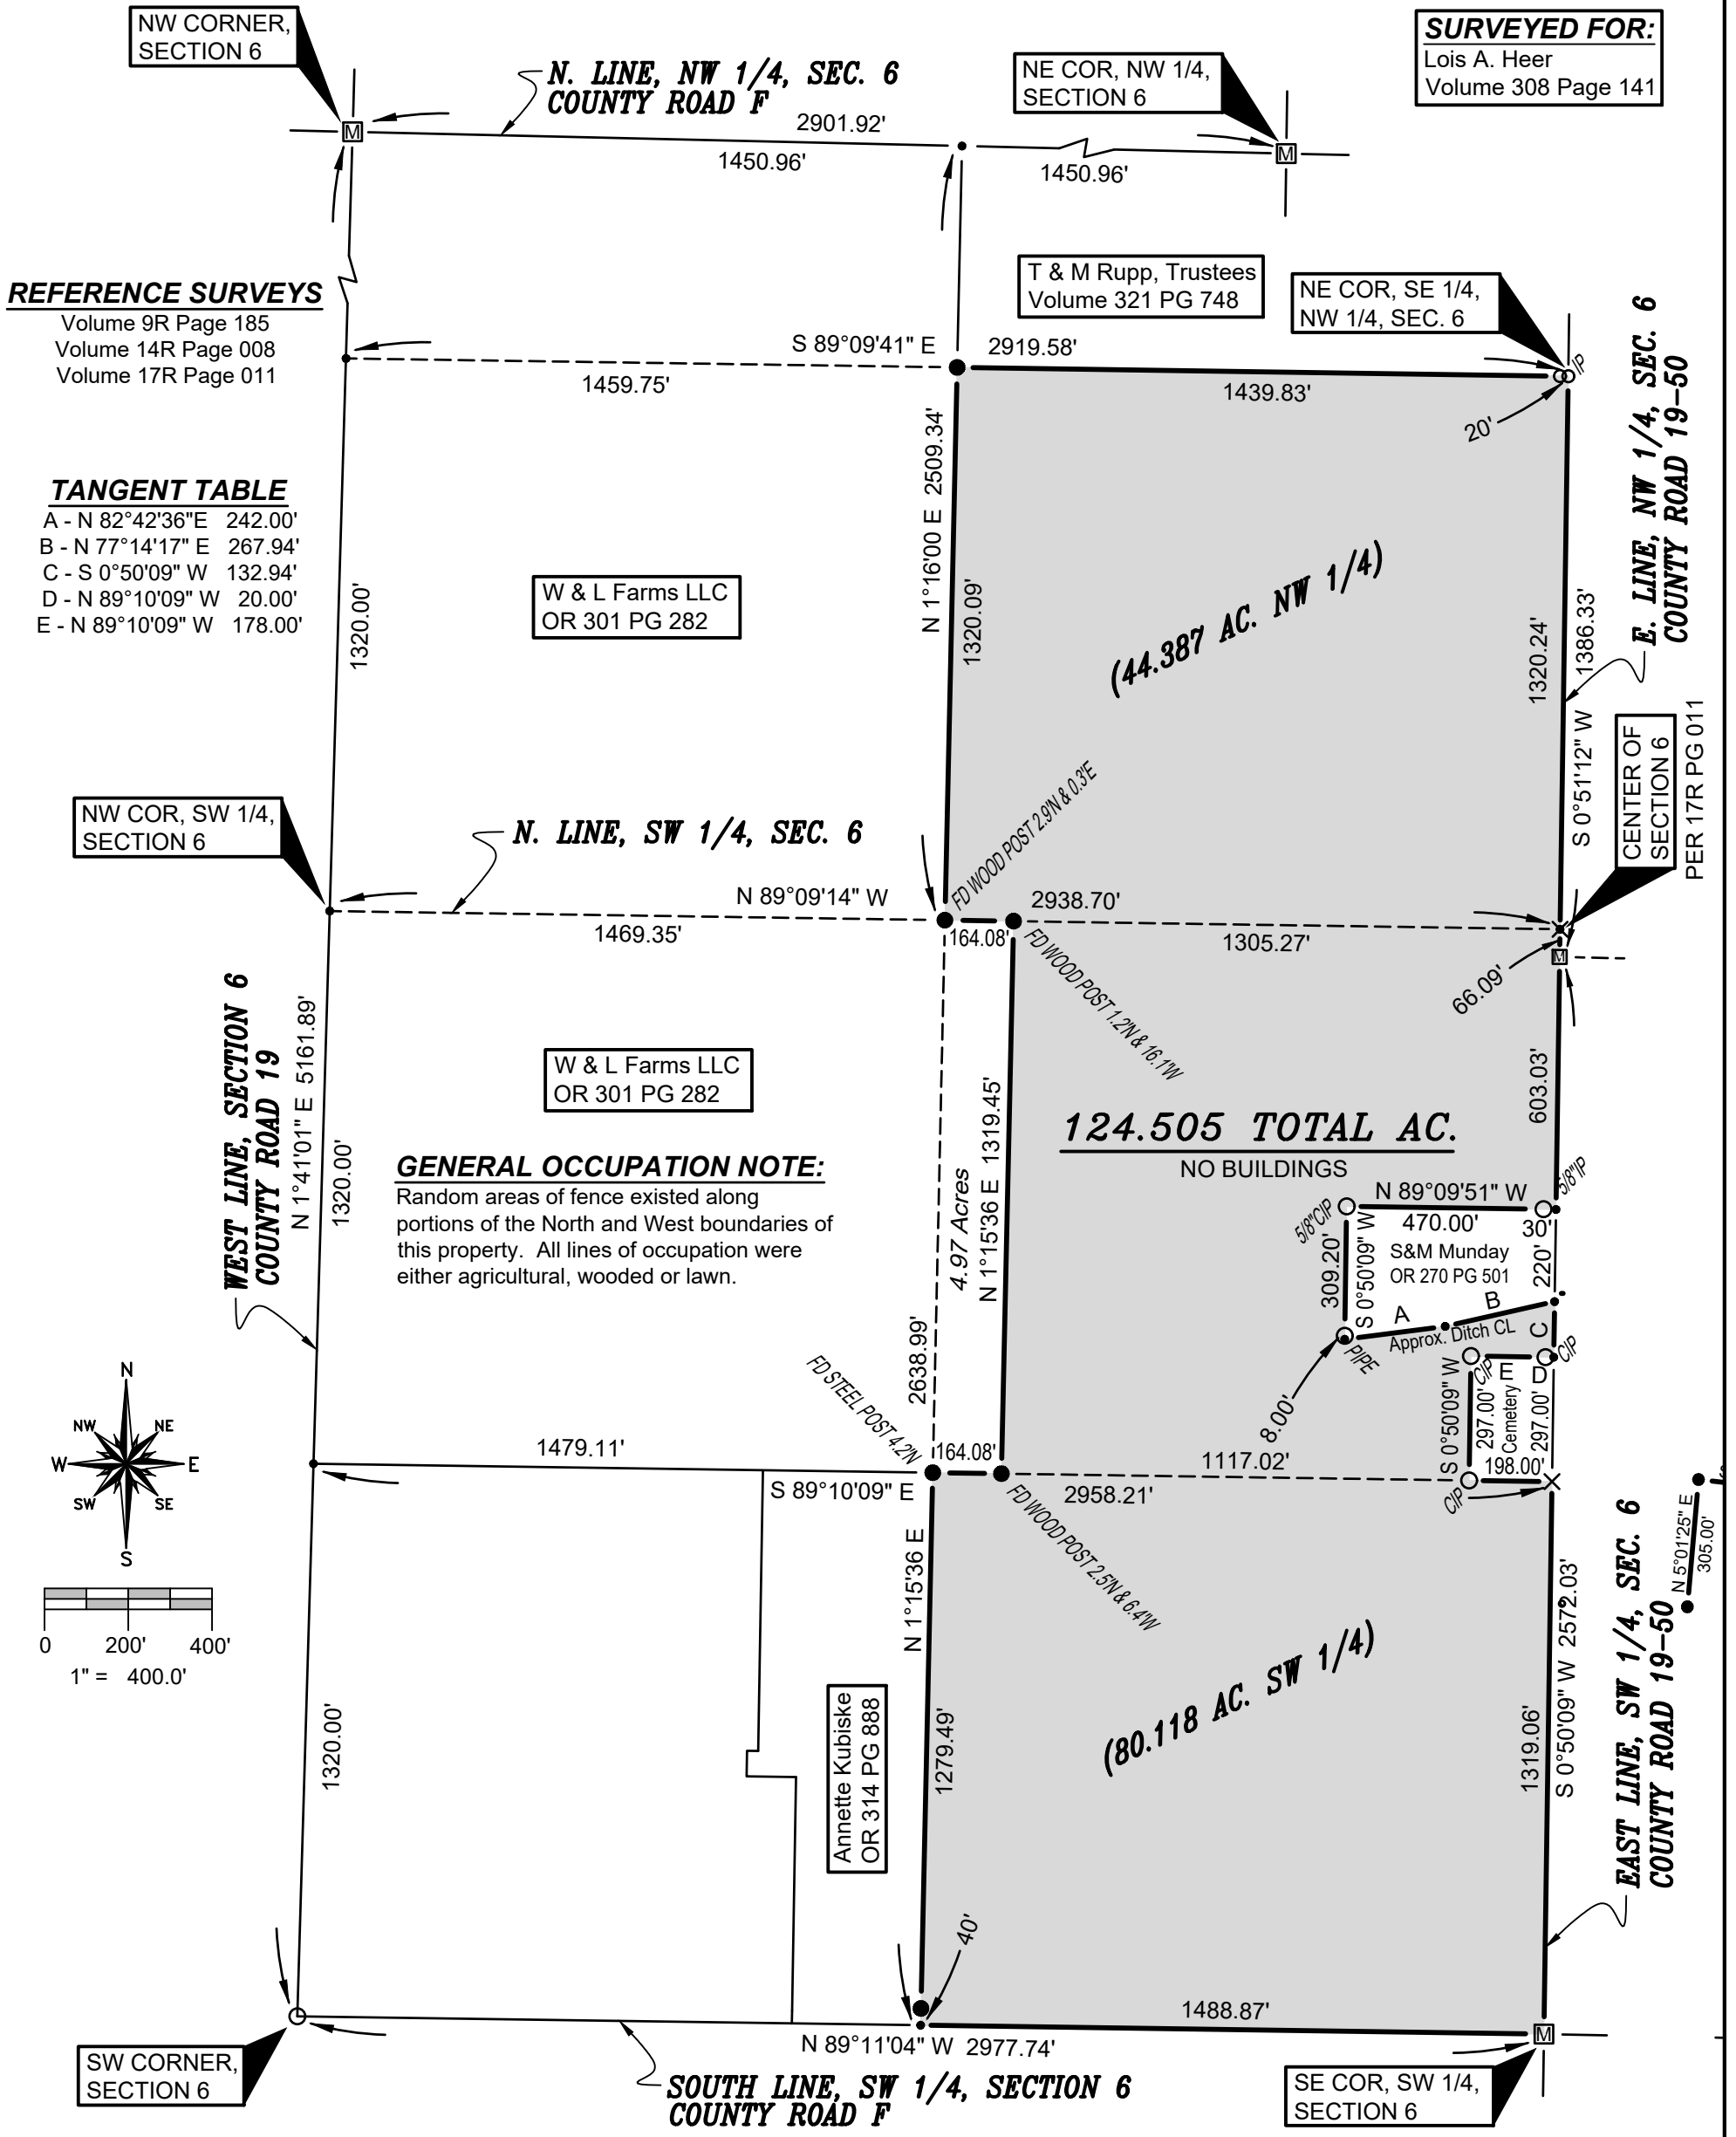 NW CORNER,
SECTION 6
N. LINE, NW 1/4, SEC. 6
COUNTY ROAD F
NE COR, NW 1/4,
SECTION 6
SURVEYED FOR:
Lois A. Heer
Volume 308 Page 141
M
2901.92'
1450.96'
1450.96'
M
REFERENCE SURVEYS
Volume 9R Page 185
Volume 14R Page 008
Volume 17R Page 011
T & M Rupp, Trustees
Volume 321 PG 748
NE COR, SE 1/4,
NW 1/4, SEC. 6
S 89°09'41" E
2919.58'
1459.75'
1439.83'
IP
20'
E. LINE, NW 1/4, SEC. 6
COUNTY ROAD 19-50
TANGENT TABLE
A - N 82°42'36"E 242.00'
B - N 77°14'17" E 267.94'
C - S 0°50'09" W 132.94'
D - N 89°10'09" W 20.00'
E - N 89°10'09" W 178.00'
N 1°16'00 E 2509.34'
1320.09'
1320.00'
W & L Farms LLC
OR 301 PG 282
(44.387 AC. NW 1/4)
1320.24'
1386.33'
S 0°51'12" W
CENTER OF
SECTION 6
PER 17R PG 011
NW COR, SW 1/4,
SECTION 6
N. LINE, SW 1/4, SEC. 6
FD WOOD POST 2.9'N & 0.3'E
N 89°09'14" W
2938.70'
1469.35'
164.08'
1305.27'
FD WOOD POST 1.2'N & 16.1'W
M
66.09'
WEST LINE, SECTION 6
COUNTY ROAD 19
N 1°41'01" E 5161.89'
1320.00'
W & L Farms LLC
OR 301 PG 282
4.97 Acres
N 1°15'36 E 1319.45'
603.03'
124.505 TOTAL AC.
NO BUILDINGS
GENERAL OCCUPATION NOTE:
Random areas of fence existed along
portions of the North and West boundaries of
this property. All lines of occupation were
either agricultural, wooded or lawn.
5/8"IP
N 89°09'51" W
470.00'
30'
5/8"CIP
309.20'
S 0°50'09" W
S&M Munday
OR 270 PG 501
220'
A
B
Approx. Ditch CL
C
PIPE
CIP
CIP
E
D
S 0°50'09" W
297.00'
Cemetery
297.00'
198.00'
CIP
8.00'
2638.99'
FD STEEL POST 4.2'N
N
NW
NE
W
E
SW
SE
S
1479.11'
164.08'
1117.02'
S 89°10'09" E
2958.21'
FD WOOD POST 2.5'N & 6.4'W
N 1°15'36 E
0 200' 400'
1" = 400.0'
N 5°01'25" E
305.00'
EAST LINE, SW 1/4, SEC. 6
COUNTY ROAD 19-50
S 0°50'09" W 2572.03'
1319.06'
(80.118 AC. SW 1/4)
Annette Kubiske
OR 314 PG 888
1279.49'
1320.00'
40'
1488.87'
M
N 89°11'04" W 2977.74'
SW CORNER,
SECTION 6
SOUTH LINE, SW 1/4, SECTION 6
COUNTY ROAD F
SE COR, SW 1/4,
SECTION 6